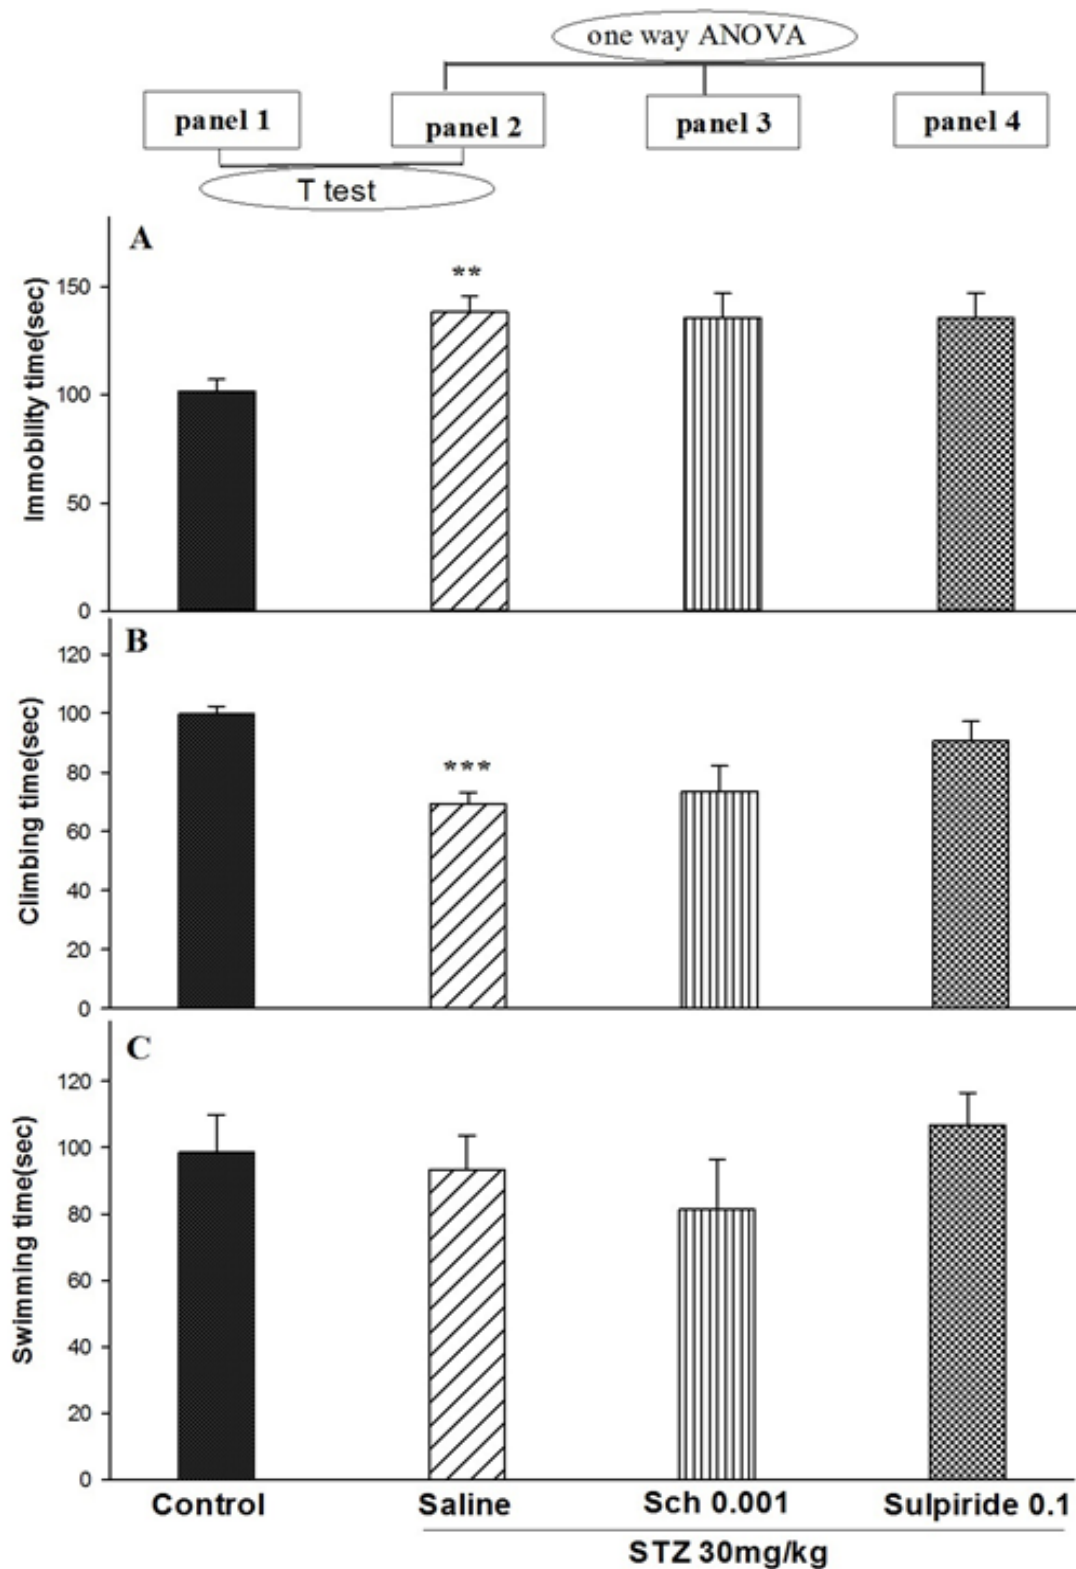 one way ANOVA
panel 1
panel 2
panel 3
panel 4
T test
A
**
Immobility time(sec)
150
100
50
0
B
***
Climbing time(sec)
120
100
80
60
40
20
0
C
Swimming time(sec)
120
100
80
60
40
20
0
Control
Saline
Sch 0.001
Sulpiride 0.1
STZ 30mg/kg